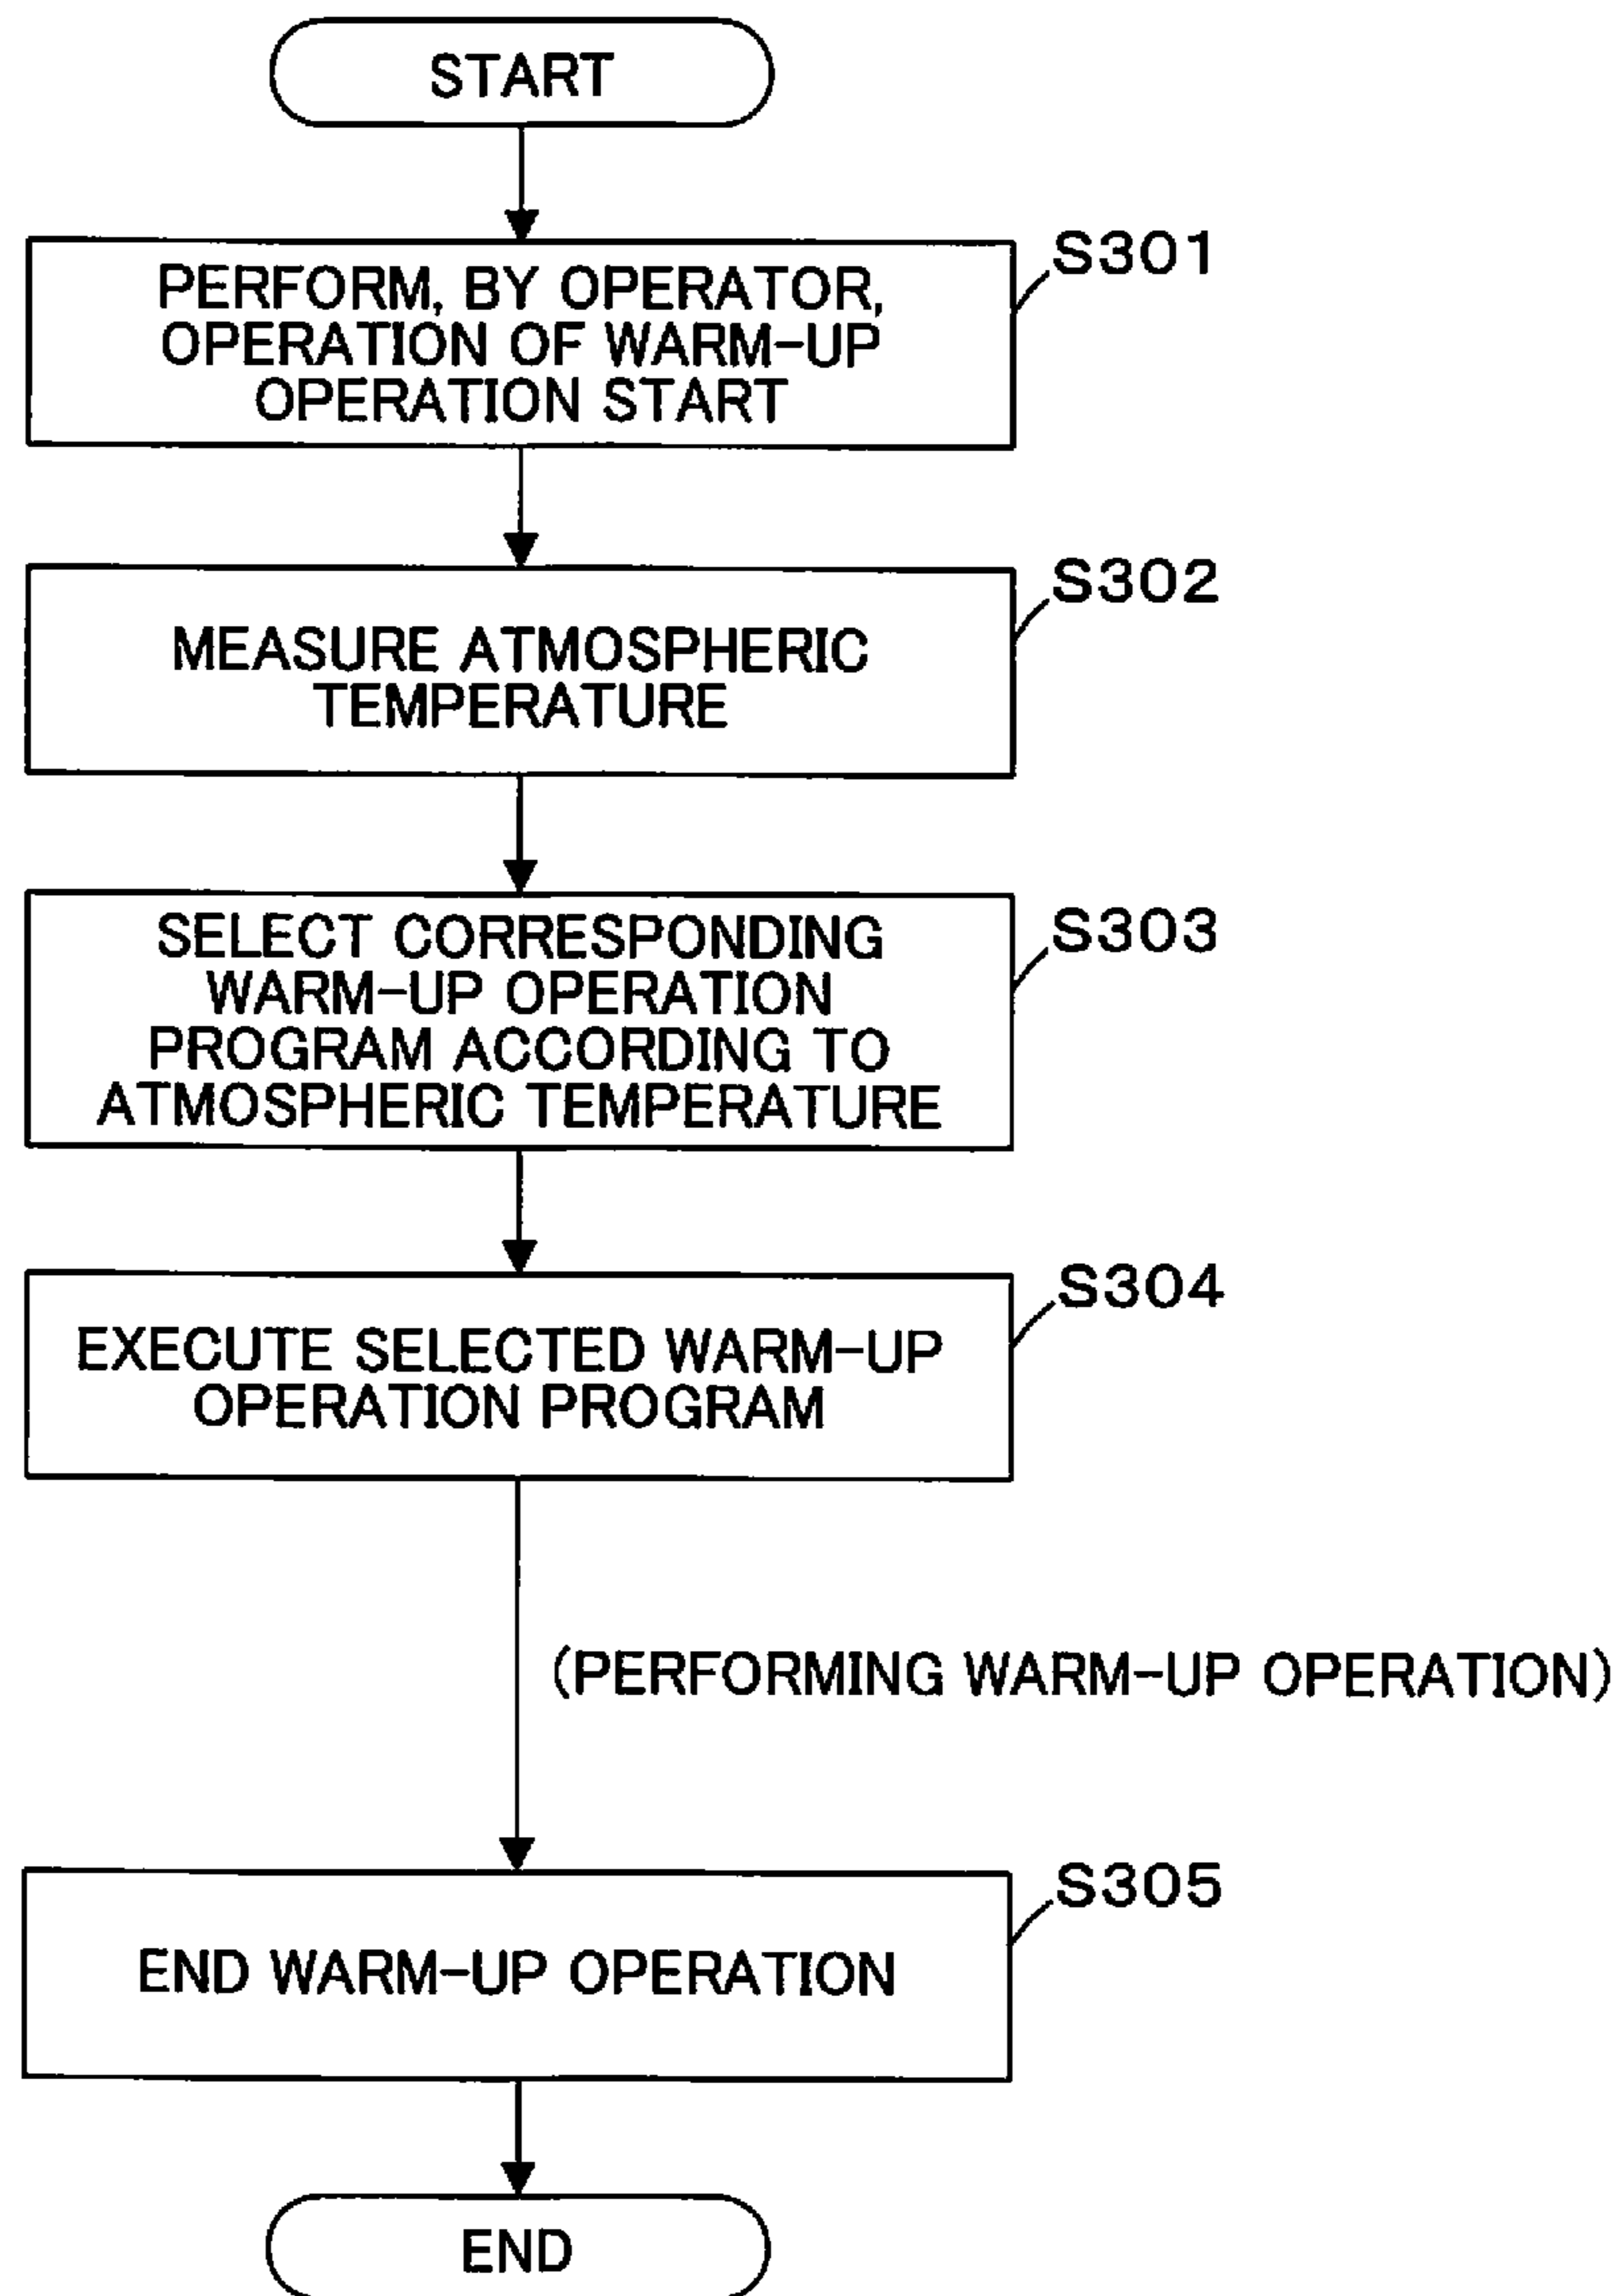 START
S301
PERFORM, BY OPERATOR,
OPERATION OF WARM-UP
OPERATION START
S302
MEASURE ATMOSPHERIC
TEMPERATURE
S303
SELECT CORRESPONDING
WARM-UP OPERATION
PROGRAM ACCORDING TO
ATMOSPHERIC TEMPERATURE
S304
EXECUTE SELECTED WARM-UP
OPERATION PROGRAM
(PERFORMING WARM-UP OPERATION)
S305
END WARM-UP OPERATION
END